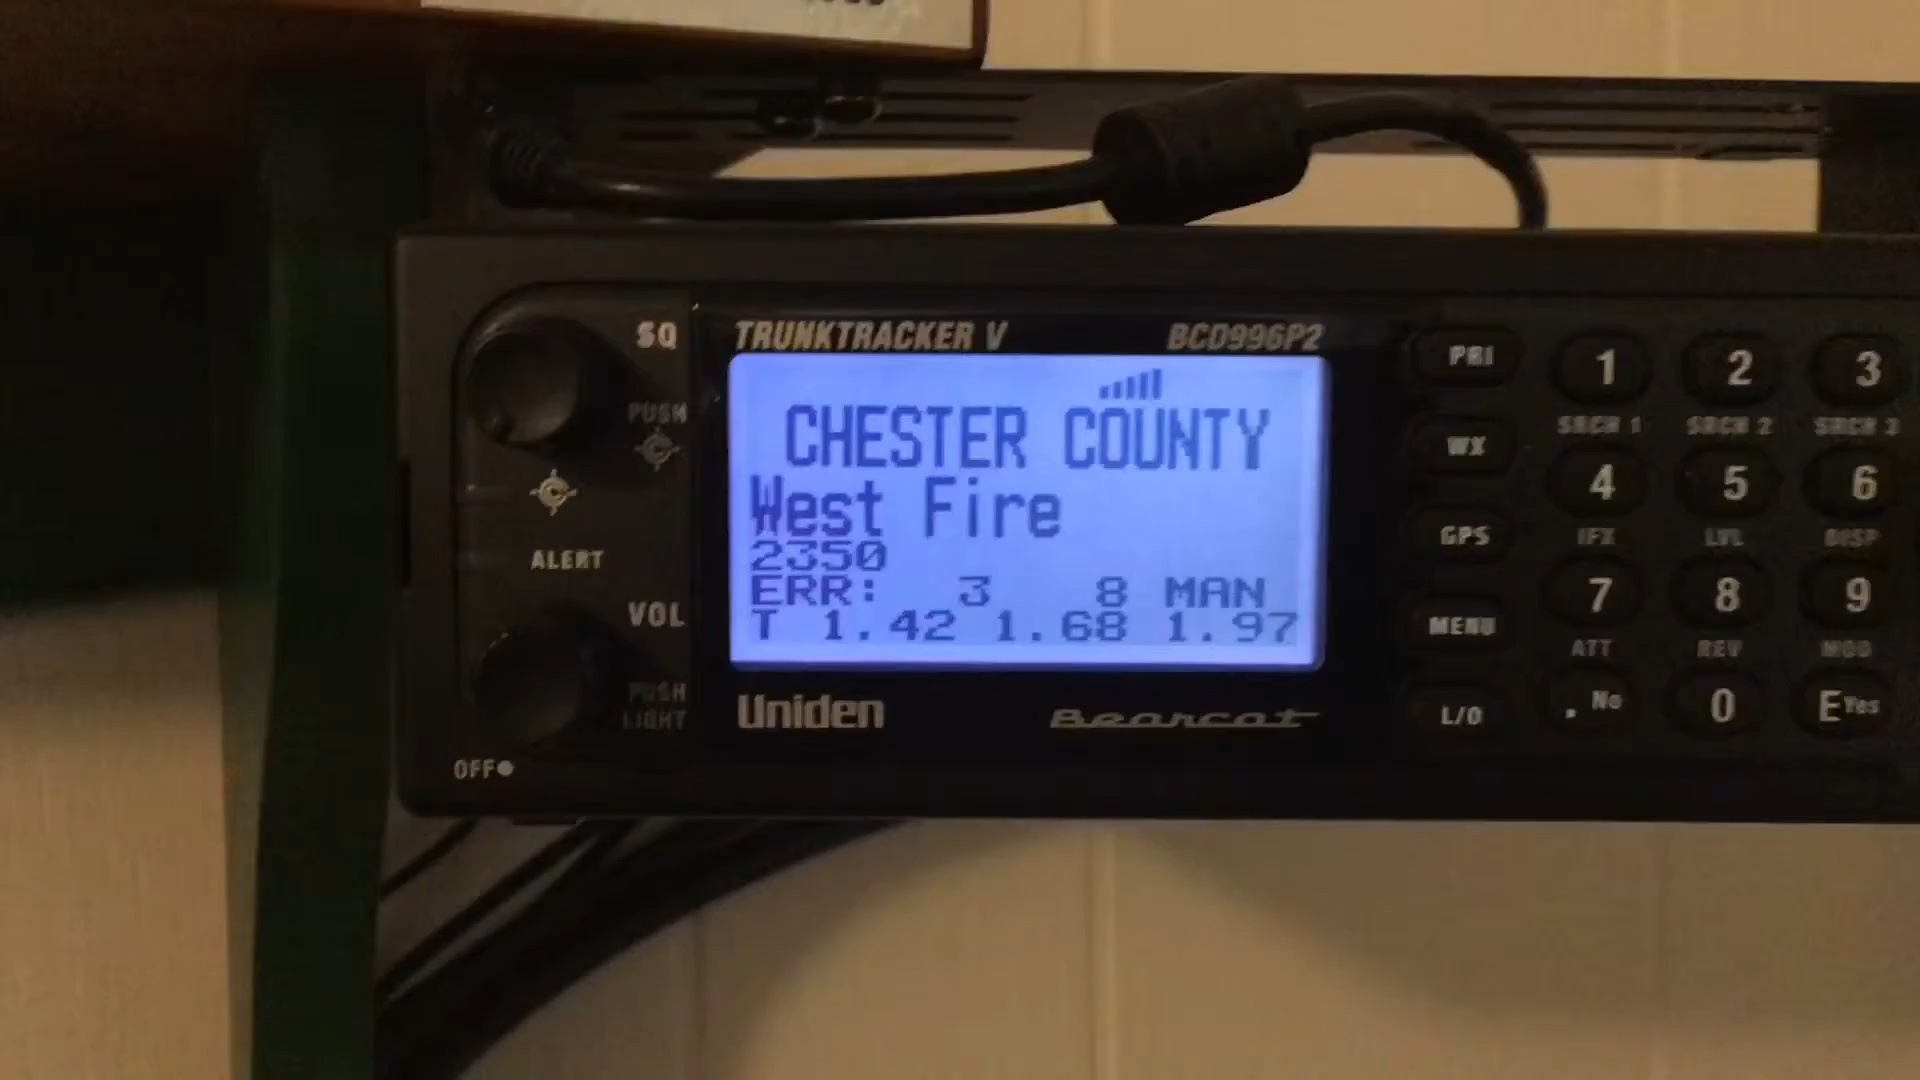 SQ
TRUNKTRACKER V BCD996P2
PUSH
CHESTER COUNTY
West Fire
2350
ERR: 3 8 MAN
T 1.42 1.68 1.97
ALERT
VOL
PUSH
LIGHT
OFF
Uniden Bearcat
PRI 1 2 3
SRCH 1 SRCH 2 SRCH 3
WX 4 5 6
GPS IFX LVL DISP
7 8 9
MENU ATT REV MOD
L/O . No 0 E Yes